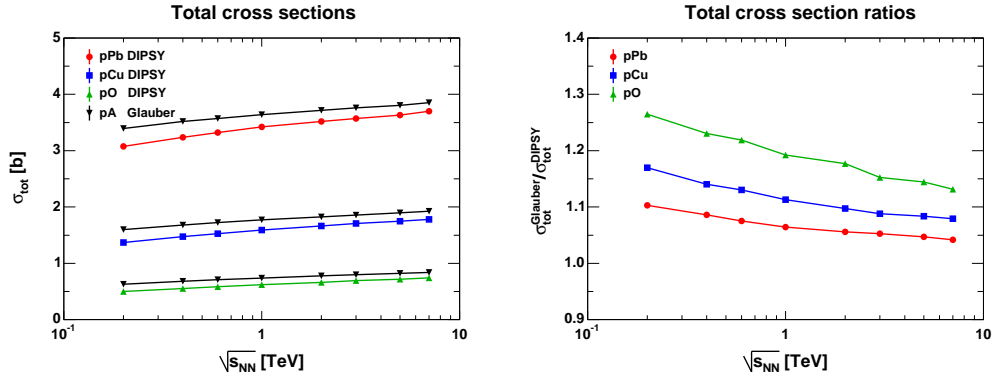 Total cross sections
5
4
3
2
1
0
σtot [b]
pPb DIPSY
pCu DIPSY
pO DIPSY
pA Glauber
10-1
1
10
√sNN [TeV]
Total cross section ratios
1.4
1.3
1.2
1.1
1.0
0.9
σtotGlauber/σtotDIPSY
pPb
pCu
pO
10-1
1
10
√sNN [TeV]